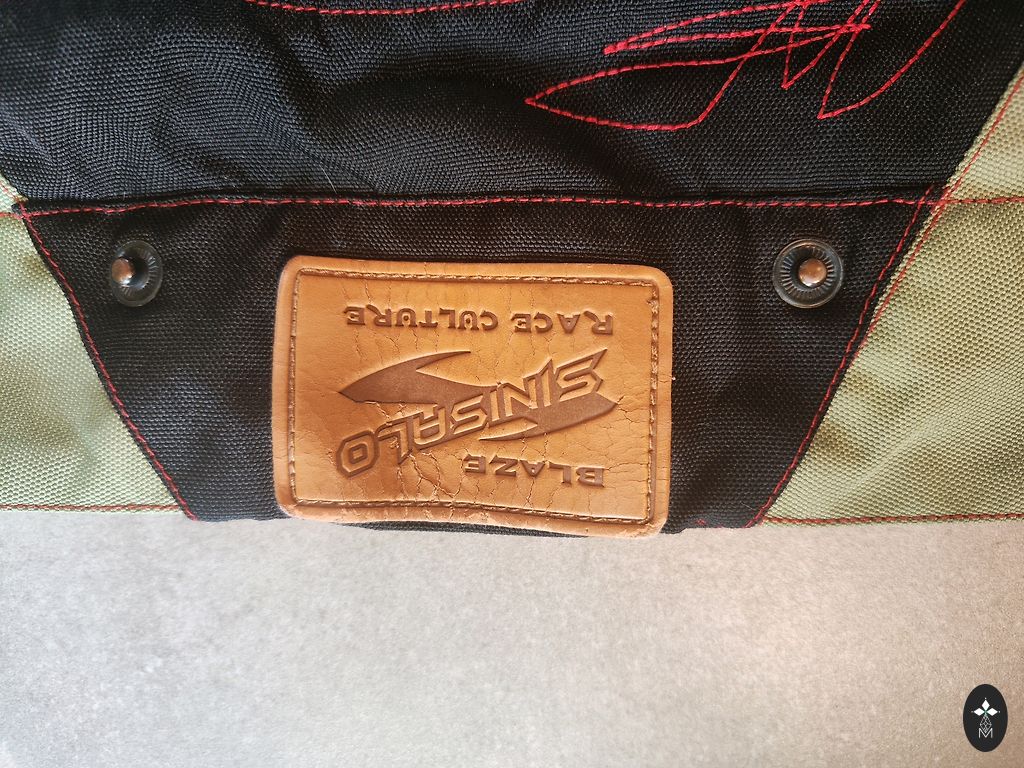 BLAZE
SINISALO
RACE CULTURE
M